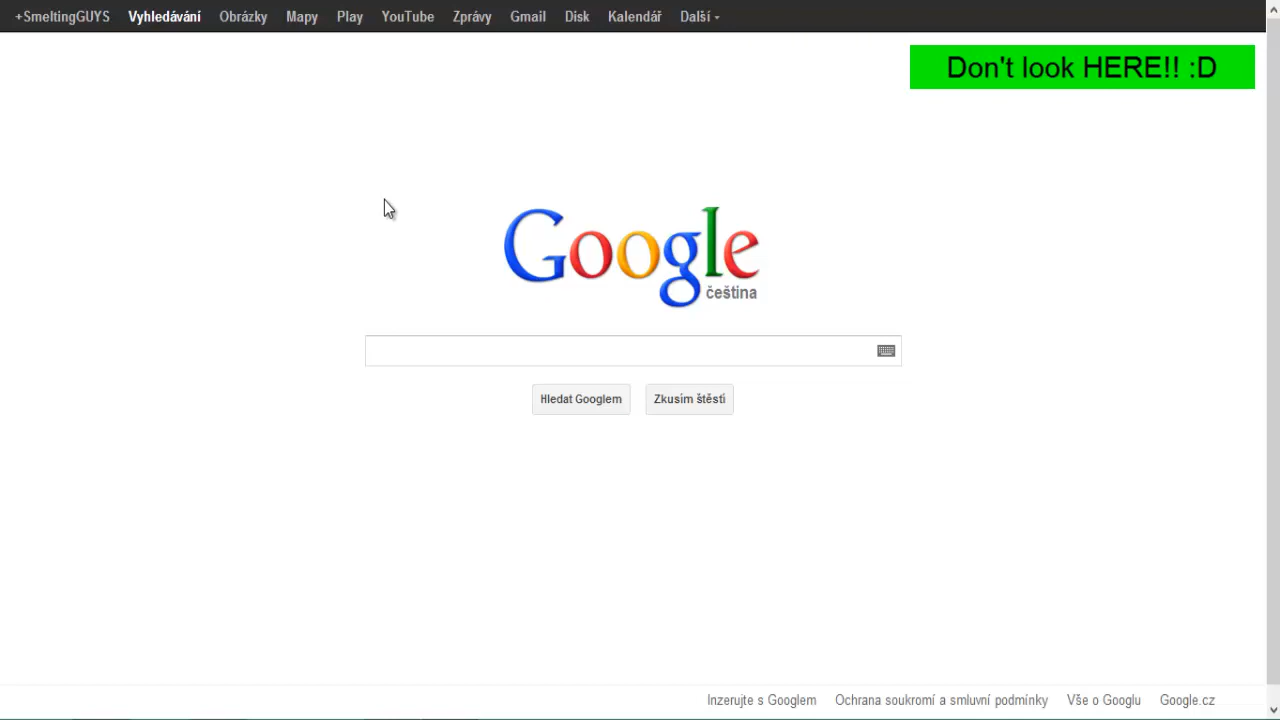 +SmeltingGUYS Vyhledávání Obrázky Mapy Play YouTube Zprávy Gmail Disk Kalendář Další
Don't look HERE!! :D
Google
čeština
Hledat Googlem Zkusím štěstí
Inzerujte s Googlem Ochrana soukromí a smluvní podmínky Vše o Googlu Google.cz